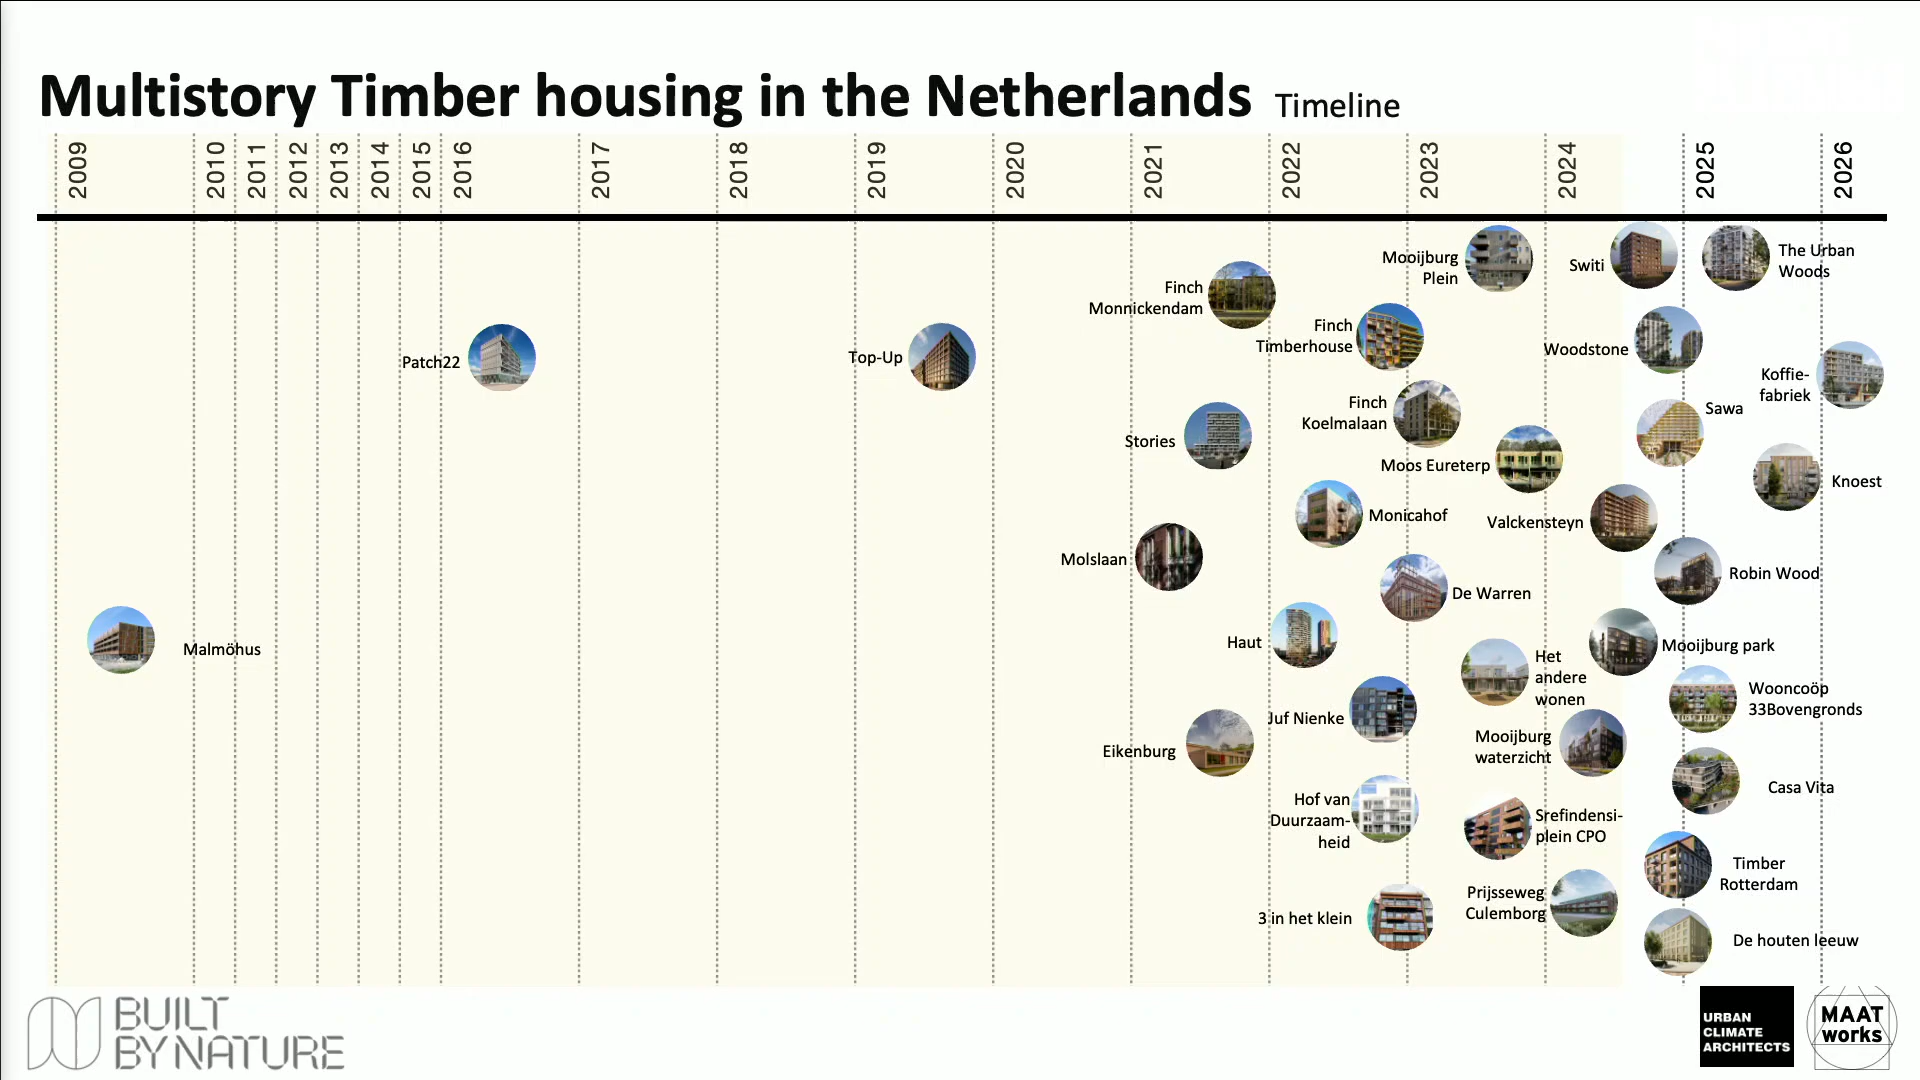 Multistory Timber housing in the Netherlands Timeline
2009
2010
2011
2012
2013
2014
2015
2016
2017
2018
2019
2020
2021
2022
2023
2024
2025
2026
Mooijburg
Plein
Switi
The Urban
Woods
Finch
Monnickendam
Finch
Timberhouse
Patch22
Top-Up
Woodstone
Koffie-
fabriek
Finch
Koelmalaan
Sawa
Stories
Moos Eureterp
Knoest
Monicahof
Valckensteyn
Molslaan
Robin Wood
De Warren
Malmöhus
Haut
Het
andere
wonen
Mooijburg park
Wooncoöp
33Bovengronds
Juf Nienke
Eikenburg
Mooijburg
waterzicht
Casa Vita
Hof van
Duurzaam-
heid
Srefindensi-
plein CPO
Timber
Rotterdam
3 in het klein
Prijsseweg
Culemborg
De houten leeuw
BUILT
BY NATURE
URBAN
CLIMATE
ARCHITECTS
MAAT
works